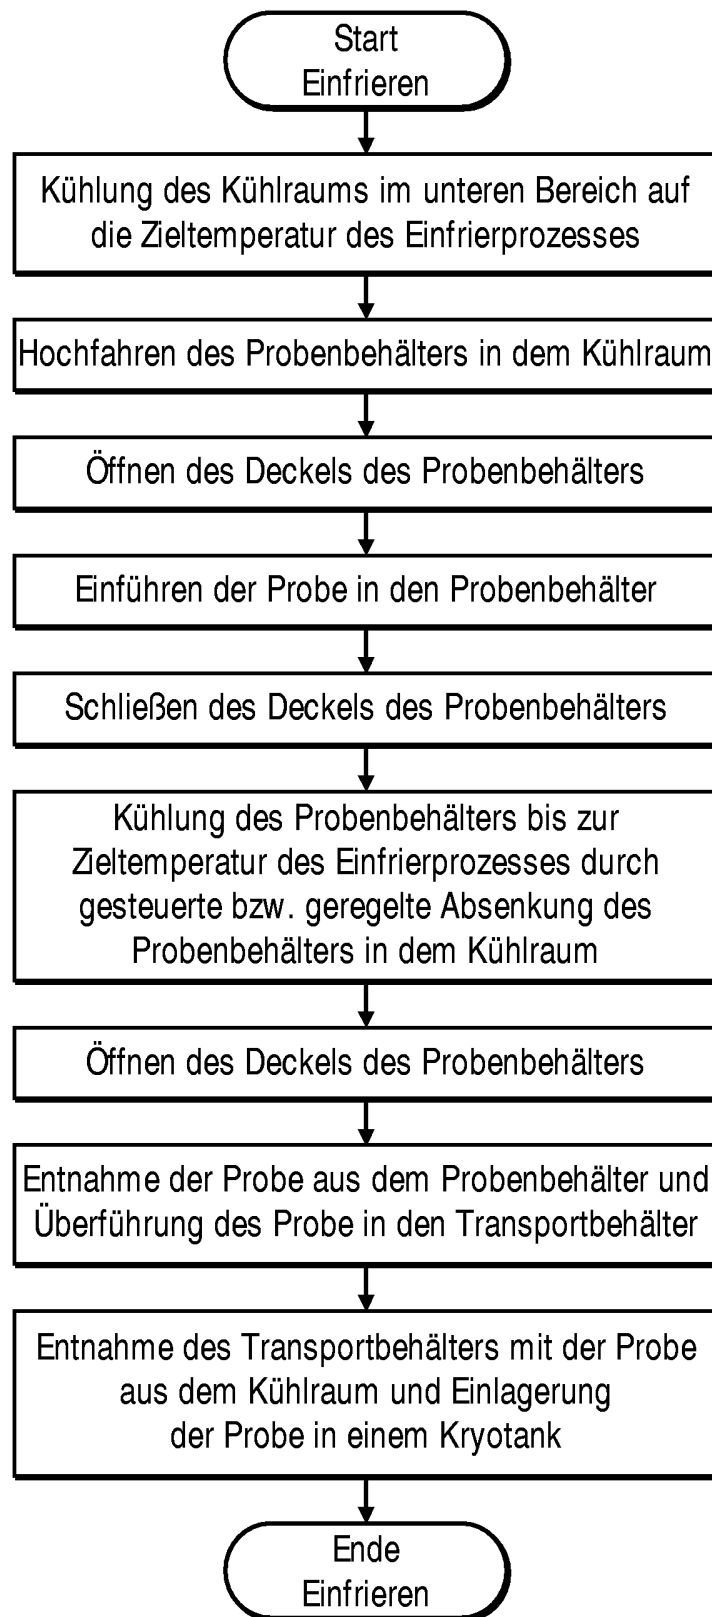 Start
Einfrieren
Kühlung des Kühlraums im unteren Bereich auf
die Zieltemperatur des Einfrierprozesses
Hochfahren des Probenbehälters in dem Kühlraum
Öffnen des Deckels des Probenbehälters
Einführen der Probe in den Probenbehälter
Schließen des Deckels des Probenbehälters
Kühlung des Probenbehälters bis zur
Zieltemperatur des Einfrierprozesses durch
gesteuerte bzw. geregelte Absenkung des
Probenbehälters in dem Kühlraum
Öffnen des Deckels des Probenbehälters
Entnahme der Probe aus dem Probenbehälter und
Überführung des Probe in den Transportbehälter
Entnahme des Transportbehälters mit der Probe
aus dem Kühlraum und Einlagerung
der Probe in einem Kryotank
Ende
Einfrieren